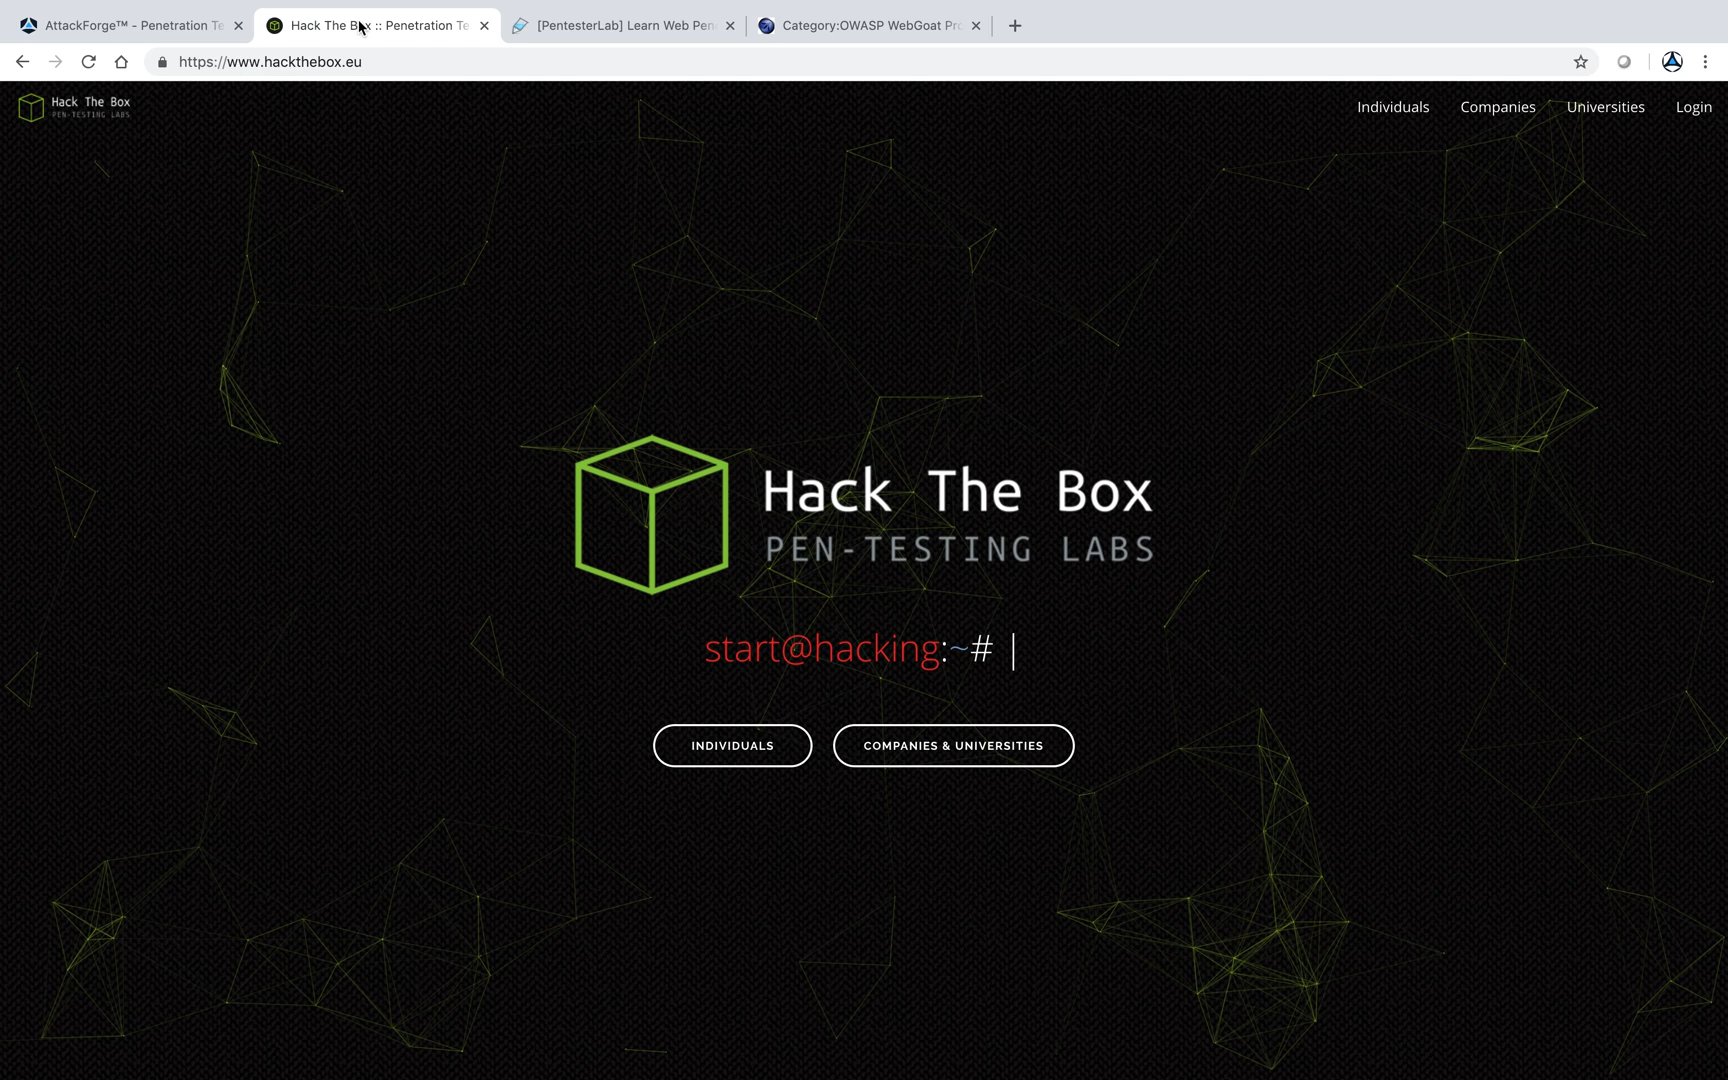 AttackForge™ - Penetration Te
Hack The Box :: Penetration Te
[PentesterLab] Learn Web Pen
Category:OWASP WebGoat Pro
https://www.hackthebox.eu
Hack The Box
PEN-TESTING LABS
Individuals
Companies
Universities
Login
Hack The Box
PEN-TESTING LABS
start@hacking:~# |
INDIVIDUALS
COMPANIES & UNIVERSITIES